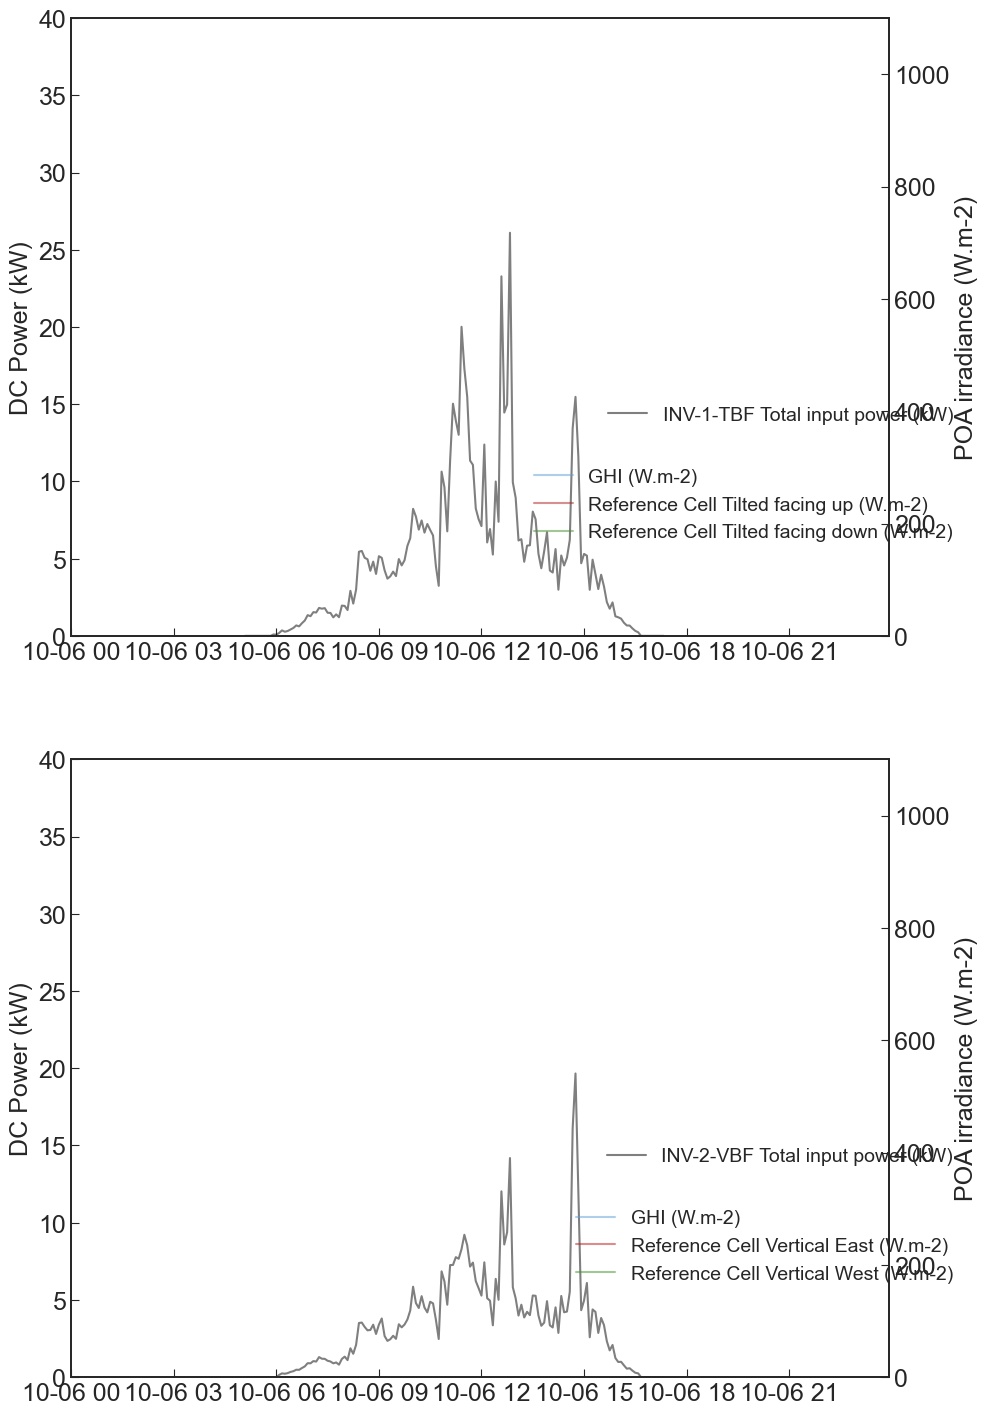 40
35
30
25
20
15
10
5
0
DC Power (kW)
1000
800
600
400
200
0
POA irradiance (W.m-2)
INV-1-TBF Total input power (kW)
GHI (W.m-2)
Reference Cell Tilted facing up (W.m-2)
Reference Cell Tilted facing down (W.m-2)
10-06 00 10-06 03 10-06 06 10-06 09 10-06 12 10-06 15 10-06 18 10-06 21
40
35
30
25
20
15
10
5
0
DC Power (kW)
1000
800
600
400
200
0
POA irradiance (W.m-2)
INV-2-VBF Total input power (kW)
GHI (W.m-2)
Reference Cell Vertical East (W.m-2)
Reference Cell Vertical West (W.m-2)
10-06 00 10-06 03 10-06 06 10-06 09 10-06 12 10-06 15 10-06 18 10-06 21